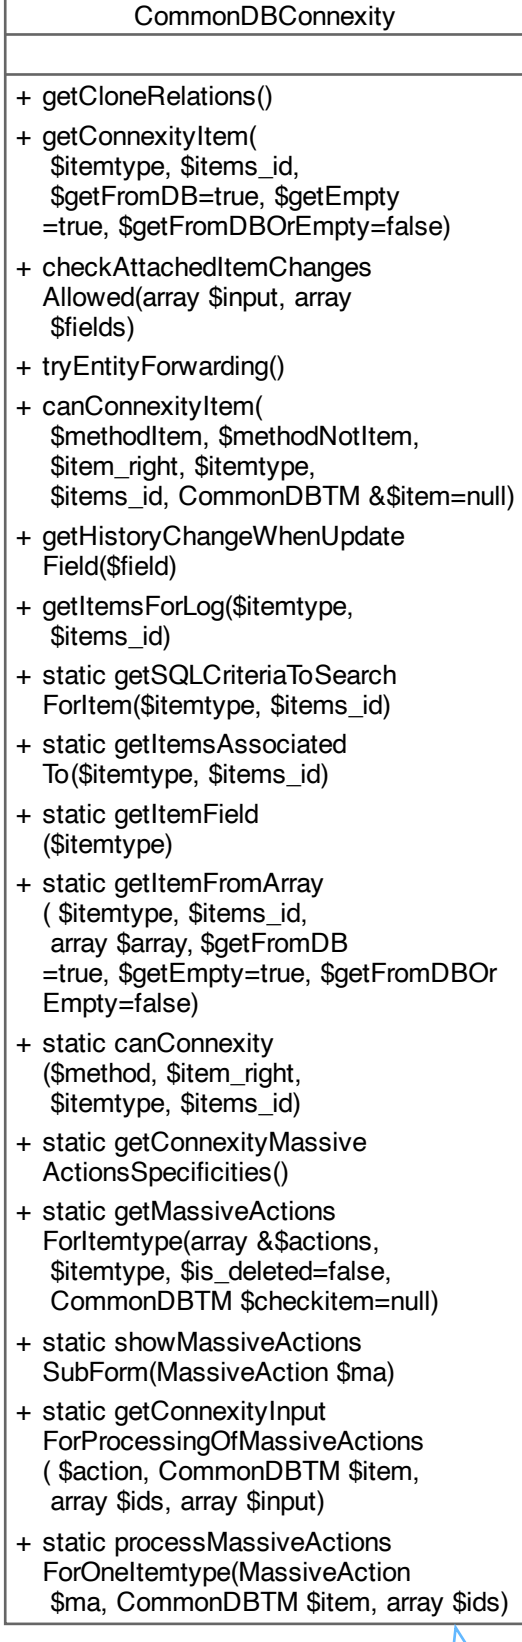 CommonDBConnexity
+ getCloneRelations()
+ getConnexityItem(
$itemtype, $items_id,
$getFromDB=true, $getEmpty
=true, $getFromDBOrEmpty=false)
+ checkAttachedItemChanges
Allowed(array $input, array
$fields)
+ tryEntityForwarding()
+ canConnexityItem(
$methodItem, $methodNotItem,
$item_right, $itemtype,
$items_id, CommonDBTM &$item=null)
+ getHistoryChangeWhenUpdate
Field($field)
+ getItemsForLog($itemtype,
$items_id)
+ static getSQLCriteriaToSearch
ForItem($itemtype, $items_id)
+ static getItemsAssociated
To($itemtype, $items_id)
+ static getItemField
($itemtype)
+ static getItemFromArray
( $itemtype, $items_id,
array $array, $getFromDB
=true, $getEmpty=true, $getFromDBOr
Empty=false)
+ static canConnexity
($method, $item_right,
$itemtype, $items_id)
+ static getConnexityMassive
ActionsSpecificities()
+ static getMassiveActions
ForItemtype(array &$actions,
$itemtype, $is_deleted=false,
CommonDBTM $checkitem=null)
+ static showMassiveActions
SubForm(MassiveAction $ma)
+ static getConnexityInput
ForProcessingOfMassiveActions
( $action, CommonDBTM $item,
array $ids, array $input)
+ static processMassiveActions
ForOneItemtype(MassiveAction
$ma, CommonDBTM $item, array $ids)